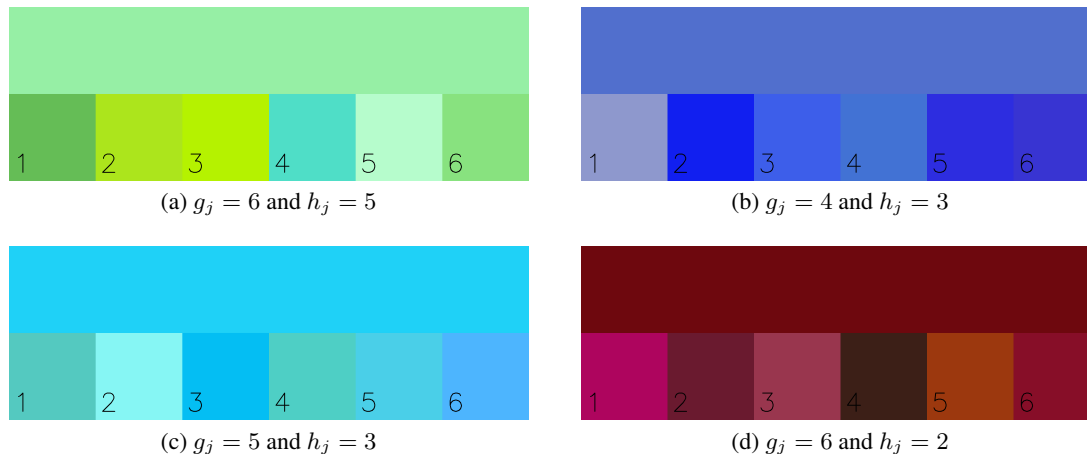 1 2 3 4 5 6
1 2 3 4 5 6
(a) g_j = 6 and h_j = 5
(b) g_j = 4 and h_j = 3
1 2 3 4 5 6
1 2 3 4 5 6
(c) g_j = 5 and h_j = 3
(d) g_j = 6 and h_j = 2